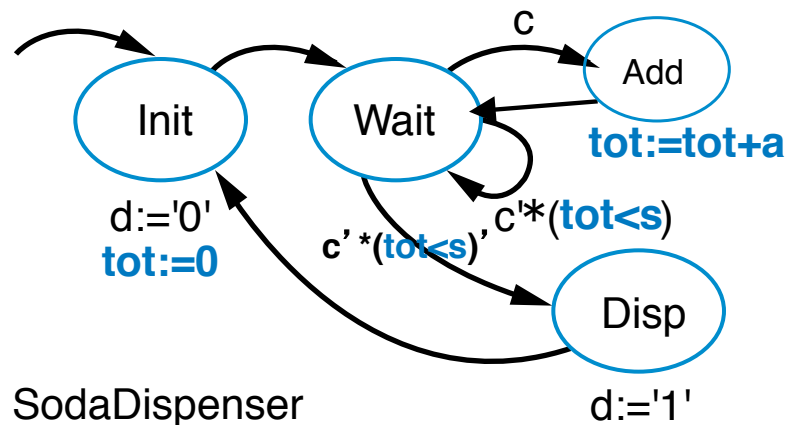 c
Init
Wait
Add
tot:=tot+a
d:='0'
c'*(tot<s)
tot:=0
c’*(tot<s)’
Disp
SodaDispenser
d:='1'